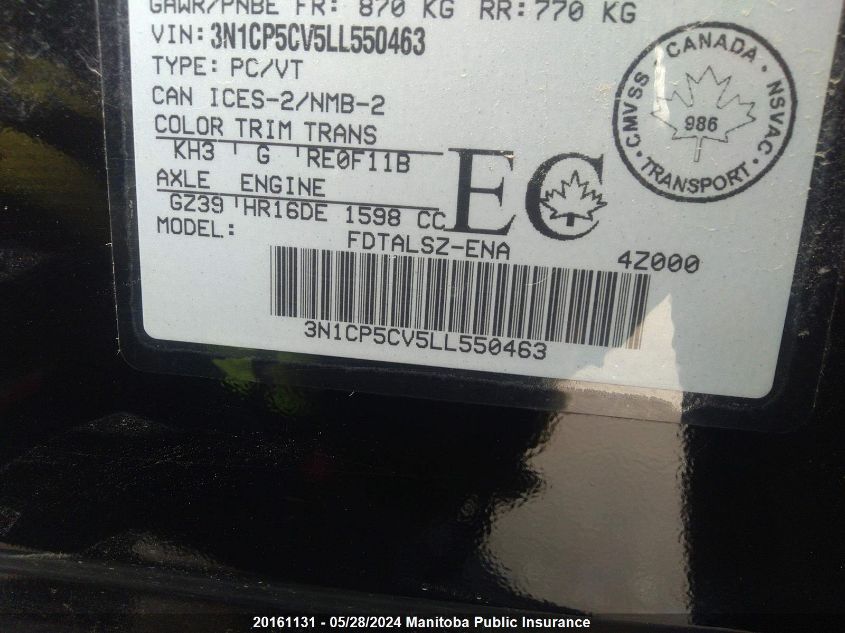 GAWR/PNBE FR: 870 KG RR: 770 KG
VIN: 3N1CP5CV5LL550463
TYPE: PC/VT
CAN ICES-2/NMB-2
COLOR TRIM TRANS
KH3 G RE0F11B
AXLE ENGINE
GZ39 HR16DE 1598 CC
EC
MODEL:
FDTALSZ-ENA 4Z000
3N1CP5CV5LL550463
CANADA · NSVAC · TRANSPORT · CMVSS ·
986
20161131 - 05/28/2024 Manitoba Public Insurance